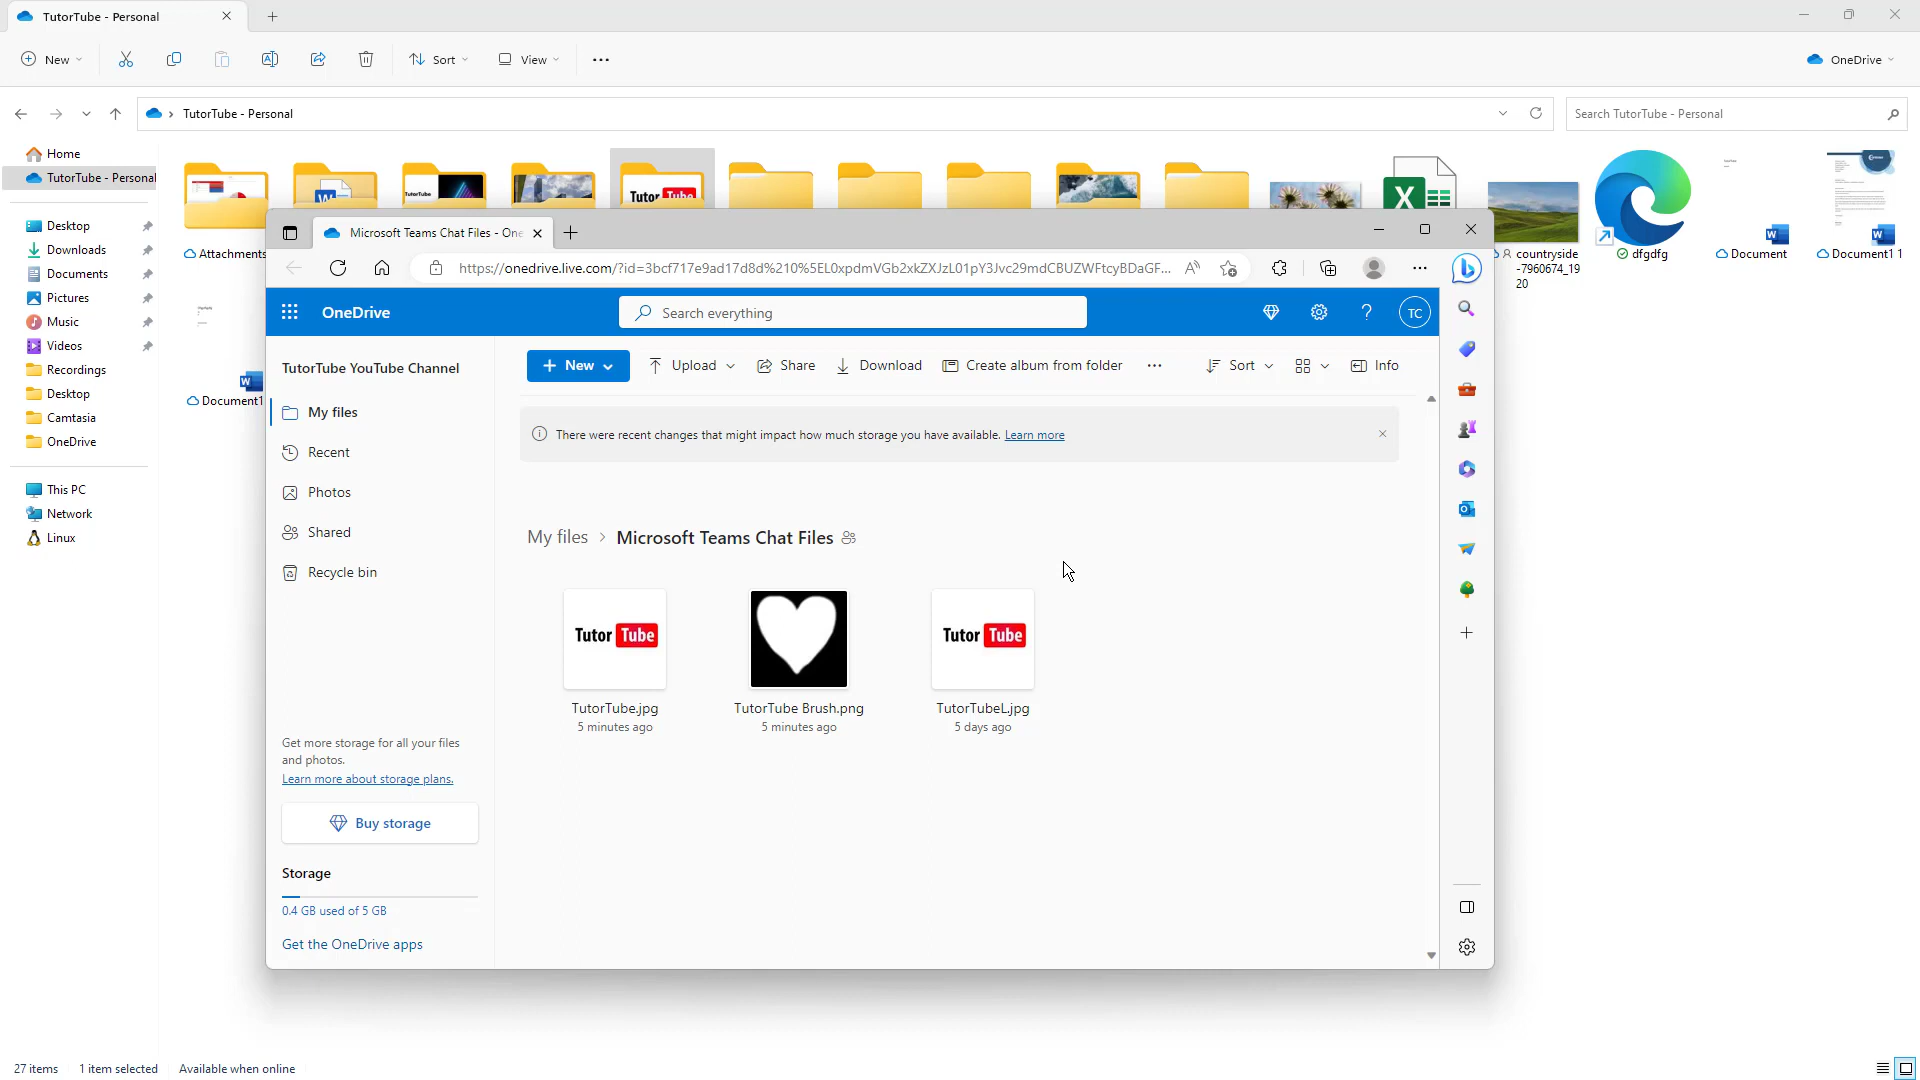 TutorTube - Personal
New
Sort
View
OneDrive
TutorTube - Personal
Search TutorTube - Personal
Home
TutorTube - Personal
Desktop
Downloads
Documents
Pictures
Music
Videos
Recordings
Desktop
Camtasia
OneDrive
This PC
Network
Linux
Attachments
Document1
TutorTube
Tutor Tube
countryside
-7960674_19
20
dfgdfg
Document
Document1 1
Microsoft Teams Chat Files - One
https://onedrive.live.com/?id=3bcf717e9ad17d8d%210%5EL0xpdmVGb2xkZXJzL01pY3Jvc29mdCBUZWFtcyBDaGF...
OneDrive
Search everything
TC
TutorTube YouTube Channel
New
Upload
Share
Download
Create album from folder
Sort
Info
My files
Recent
Photos
Shared
Recycle bin
There were recent changes that might impact how much storage you have available. Learn more
My files > Microsoft Teams Chat Files
Tutor Tube
TutorTube.jpg
5 minutes ago
TutorTube Brush.png
5 minutes ago
Tutor Tube
TutorTubeL.jpg
5 days ago
Get more storage for all your files
and photos.
Learn more about storage plans.
Buy storage
Storage
0.4 GB used of 5 GB
Get the OneDrive apps
27 items
1 item selected
Available when online